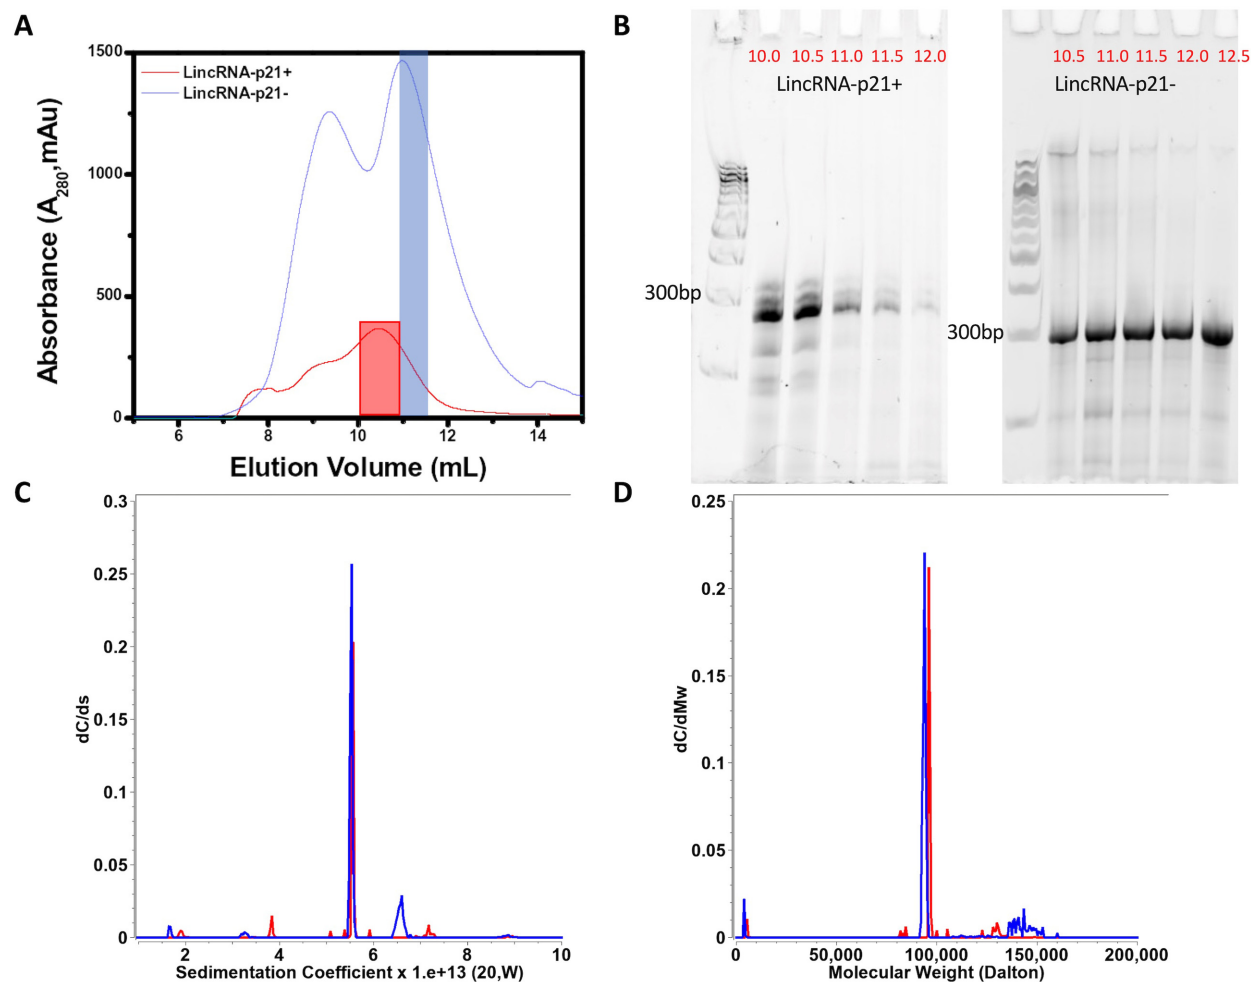 A
1500
1000
500
0
6
8
10
12
14
LincRNA-p21+
LincRNA-p21-
Absorbance (A280,mAu)
Elution Volume (mL)
B
10.0 10.5 11.0 11.5 12.0
LincRNA-p21+
300bp
10.5 11.0 11.5 12.0 12.5
LincRNA-p21-
300bp
C
0.3
0.25
0.2
0.15
0.1
0.05
0
dC/ds
2
4
6
8
10
Sedimentation Coefficient x 1.e+13 (20,W)
D
0.25
0.2
0.15
0.1
0.05
0
dC/dMw
0
50,000
100,000
150,000
200,000
Molecular Weight (Dalton)